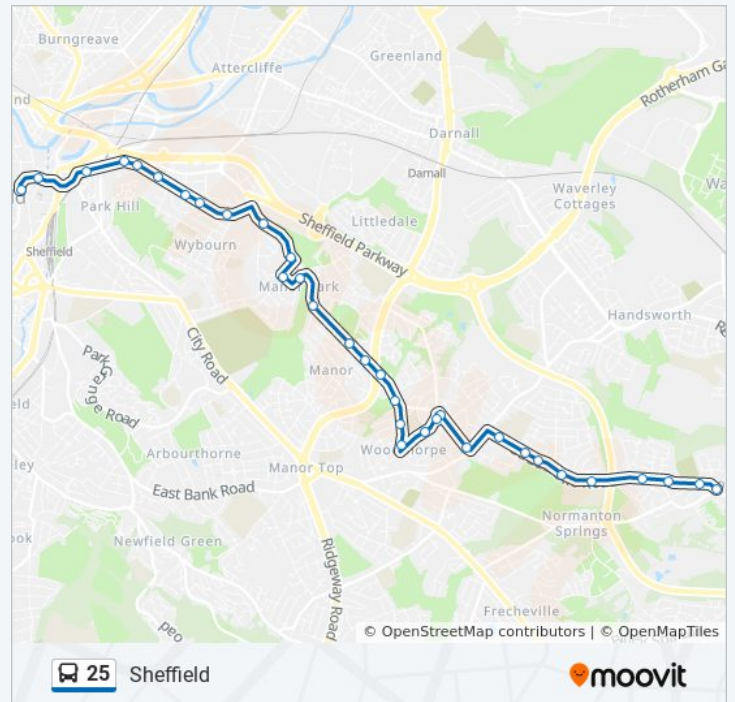 Burngreave
Greenland
Attercliffe
Rotherham Ga
nd
Darnall
Darnall
Waverley
Cottages
Wa
Park Hill
Littledale
Sheffield Parkway
Wybourn
Sheffield
Manor Park
Handsworth
City Road
Park Grange Road
Manor
eld
Arbourthorne
Woodthorpe
ley
Manor Top
East Bank Road
Normanton
Springs
ook
Newfield Green
Ridgeway Road
Frecheville
© OpenStreetMap contributors | © OpenMapTiles
25 Sheffield
moovit